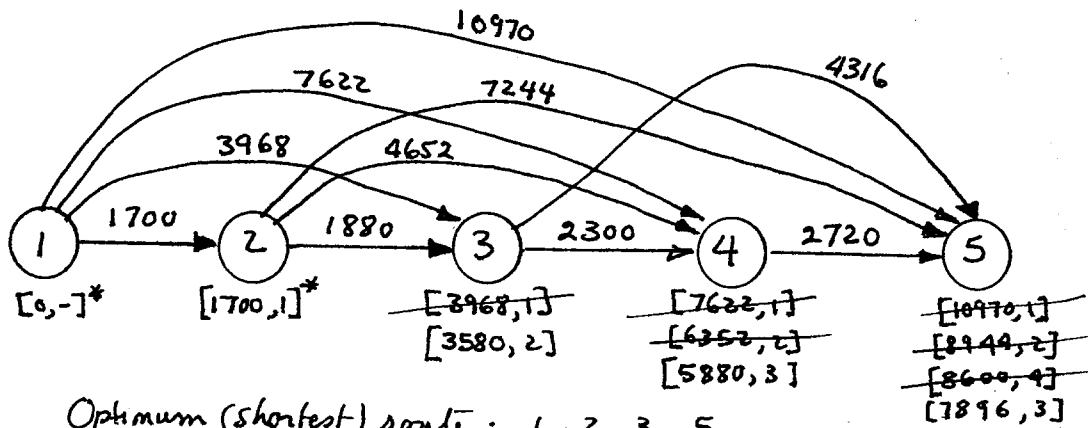 10970
7622
7244
4316
3968
4652
1 1700 2 1880 3 2300 4 2720 5
[0,-]* [1700,1]* [3968,1] [7622,1] [10970,1]
[3580,2] [6352,2] [8944,2]
[5880,3] [8600,4]
[7896,3]
Optimum (shortest) route : 1-2-3-5